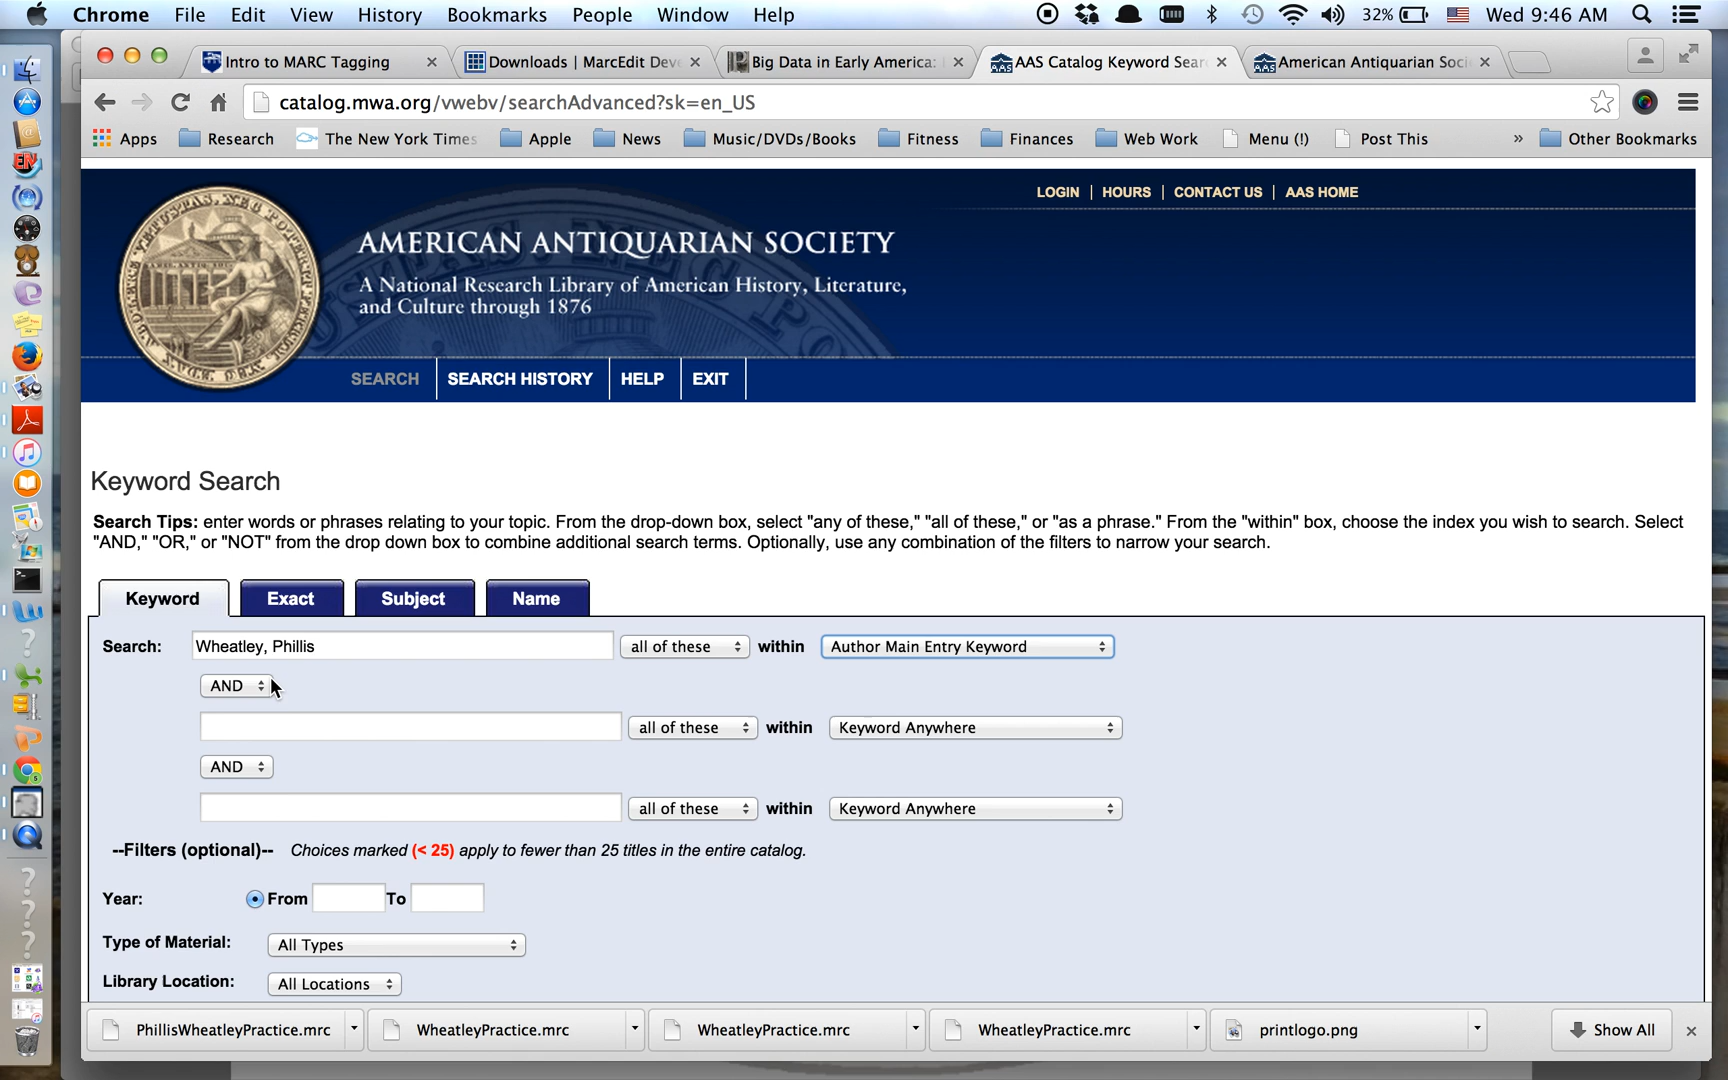 Chrome File Edit View History Bookmarks People Window Help 32% Wed 9:46 AM
Intro to MARC Tagging Downloads | MarcEdit Deve Big Data in Early America: AAS Catalog Keyword Sear American Antiquarian Soci
catalog.mwa.org/vwebv/searchAdvanced?sk=en_US
Apps Research The New York Times Apple News Music/DVDs/Books Fitness Finances Web Work Menu (!) Post This » Other Bookmarks
LOGIN | HOURS | CONTACT US | AAS HOME
AMERICAN ANTIQUARIAN SOCIETY
A National Research Library of American History, Literature,
and Culture through 1876
SEARCH SEARCH HISTORY HELP EXIT
Keyword Search
Search Tips: enter words or phrases relating to your topic. From the drop-down box, select "any of these," "all of these," or "as a phrase." From the "within" box, choose the index you wish to search. Select
"AND," "OR," or "NOT" from the drop down box to combine additional search terms. Optionally, use any combination of the filters to narrow your search.
Keyword Exact Subject Name
Search: Wheatley, Phillis all of these within Author Main Entry Keyword
AND
all of these within Keyword Anywhere
AND
all of these within Keyword Anywhere
--Filters (optional)-- Choices marked (< 25) apply to fewer than 25 titles in the entire catalog.
Year: From To
Type of Material: All Types
Library Location: All Locations
PhillisWheatleyPractice.mrc WheatleyPractice.mrc WheatleyPractice.mrc WheatleyPractice.mrc printlogo.png Show All